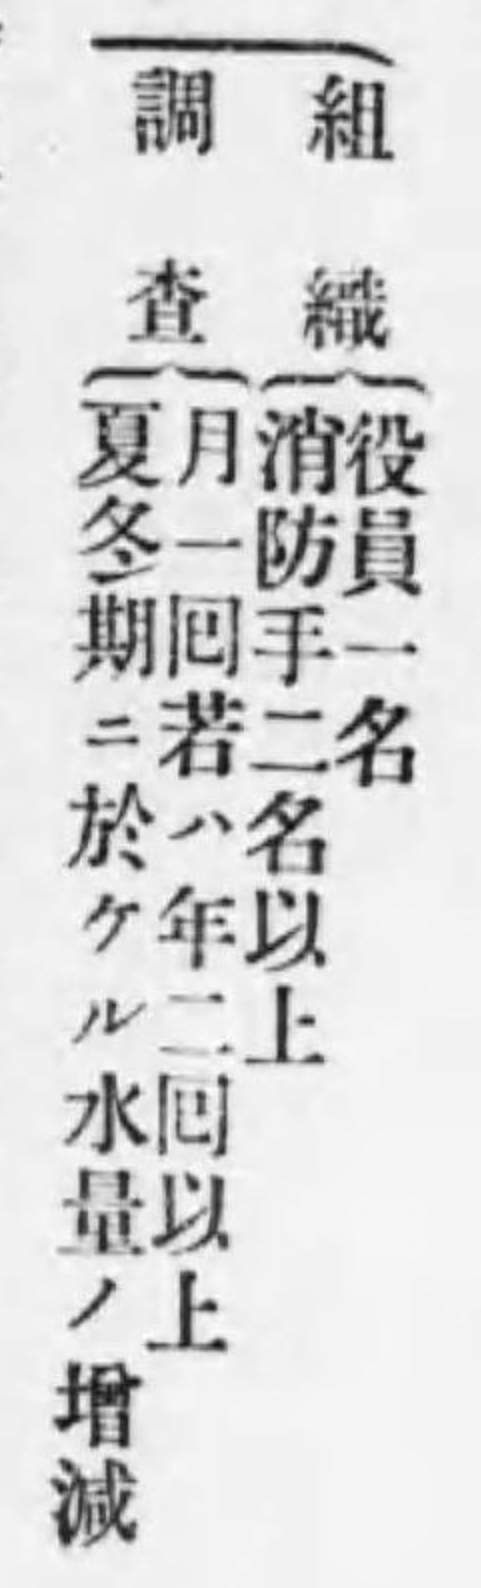 組織
役員一名
消防手二名以上
調査
月一回若ハ年二回以上
夏冬期ニ於ケル水量ノ増減